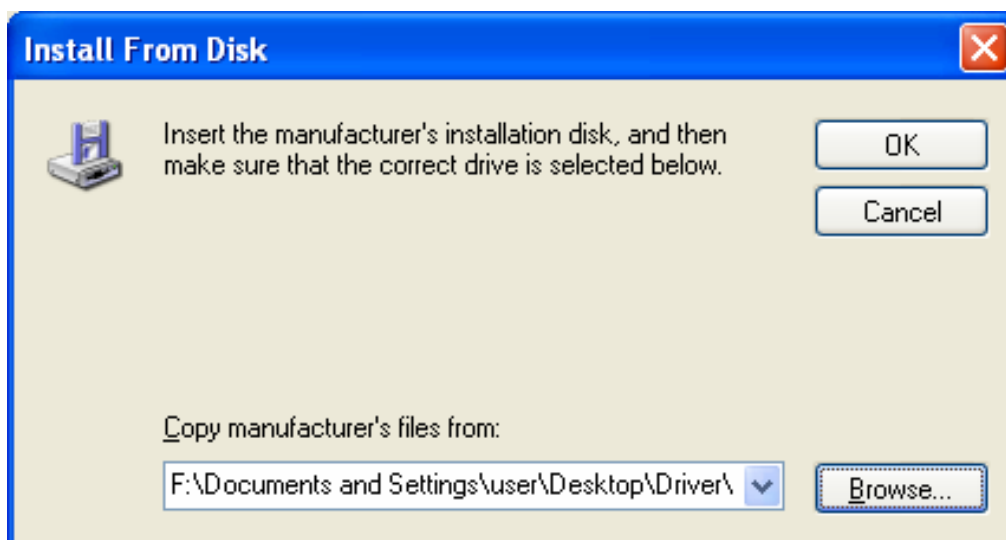 Install From Disk
Insert the manufacturer's installation disk, and then
make sure that the correct drive is selected below.
OK
Cancel
Copy manufacturer's files from:
F:\Documents and Settings\user\Desktop\Driver\
Browse...